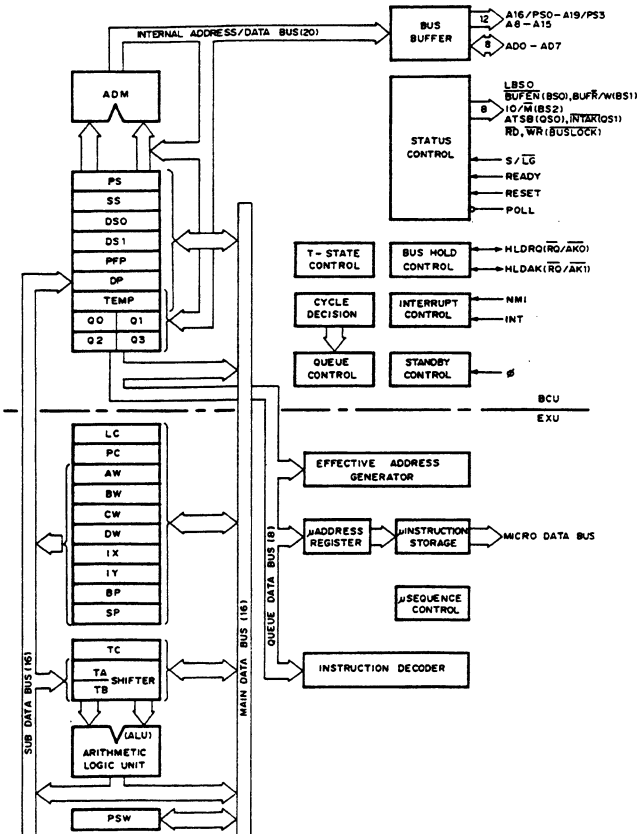 INTERNAL ADDRESS/DATA BUS(20)
BUS
BUFFER
12
A16/PS0-A19/PS3
A8-A15
8
AD0-AD7
ADM
STATUS
CONTROL
8
LBSO
BUFEN(BSO),BUFR/W(BS1)
IO/M(BS2)
ATSB(QSO),INTAK(QS1)
RD,WR(BUSLOCK)
S/LG
READY
RESET
POLL
PS
SS
DSO
DS1
PFP
DP
TEMP
Q0 Q1
Q2 Q3
T-STATE
CONTROL
BUS HOLD
CONTROL
HLDRQ(RQ/AK0)
HLDAK(RQ/AK1)
CYCLE
DECISION
INTERRUPT
CONTROL
NMI
INT
QUEUE
CONTROL
STANDBY
CONTROL
ø
BCU
EXU
LC
PC
AW
BW
CW
DW
IX
IY
BP
SP
EFFECTIVE ADDRESS
GENERATOR
μADDRESS
REGISTER
μINSTRUCTION
STORAGE
MICRO DATA BUS
μSEQUENCE
CONTROL
INSTRUCTION DECODER
SUB DATA BUS(16)
MAIN DATA BUS (16)
QUEUE DATA BUS(8)
TC
TA
TB
SHIFTER
(ALU)
ARITHMETIC
LOGIC UNIT
PSW